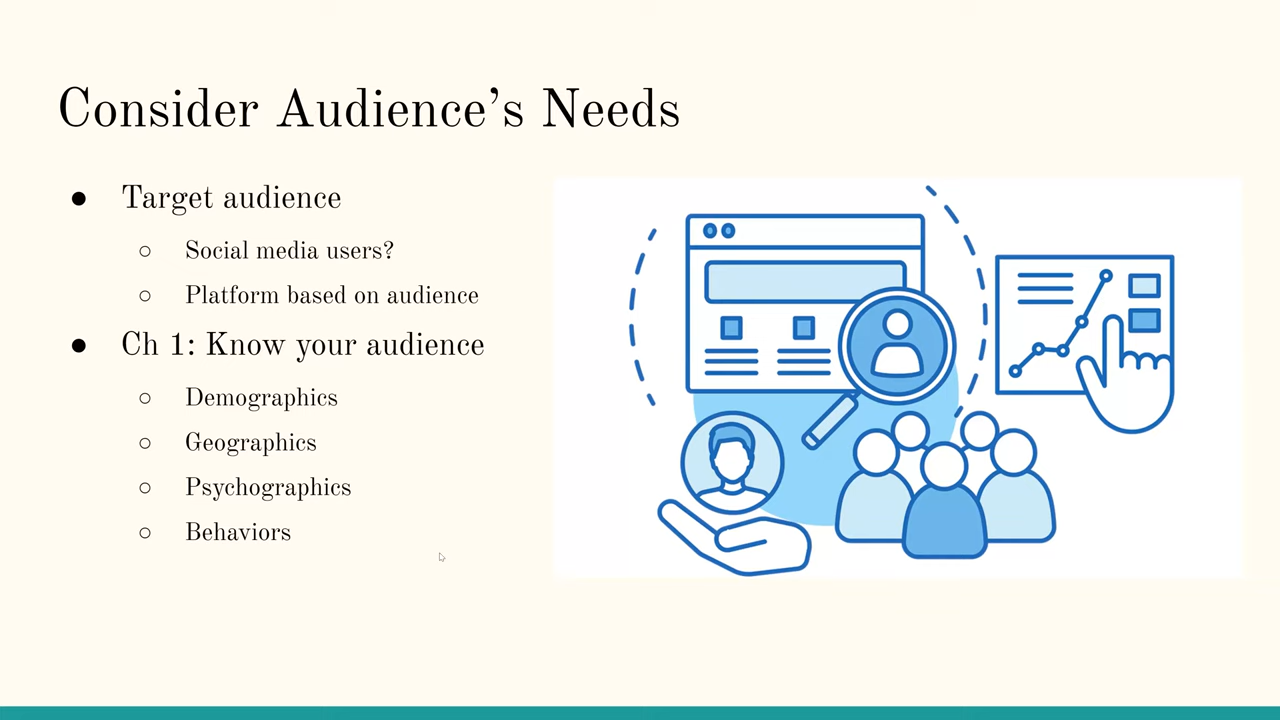 Consider Audience’s Needs
● Target audience
○ Social media users?
○ Platform based on audience
● Ch 1: Know your audience
○ Demographics
○ Geographics
○ Psychographics
○ Behaviors